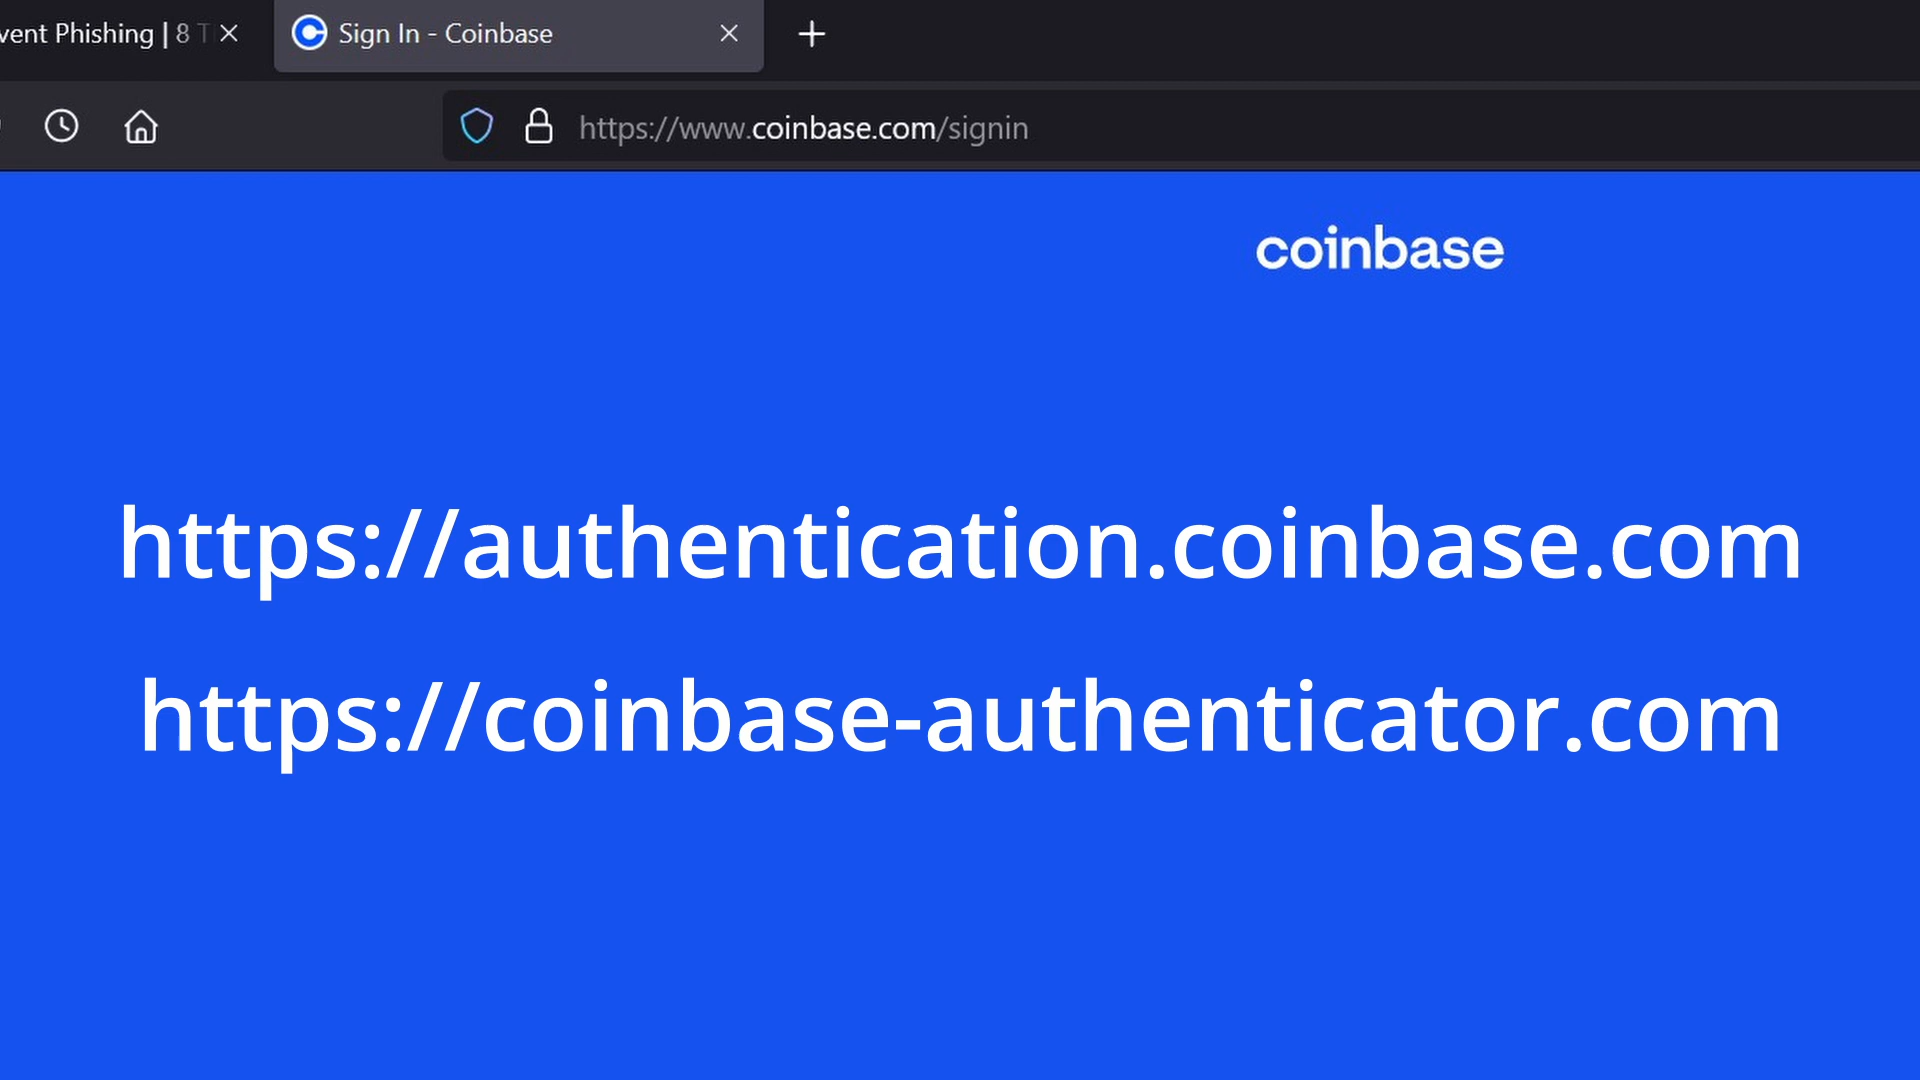 vent Phishing | 8 T
Sign In - Coinbase
https://www.coinbase.com/signin
coinbase
https://authentication.coinbase.com
https://coinbase-authenticator.com